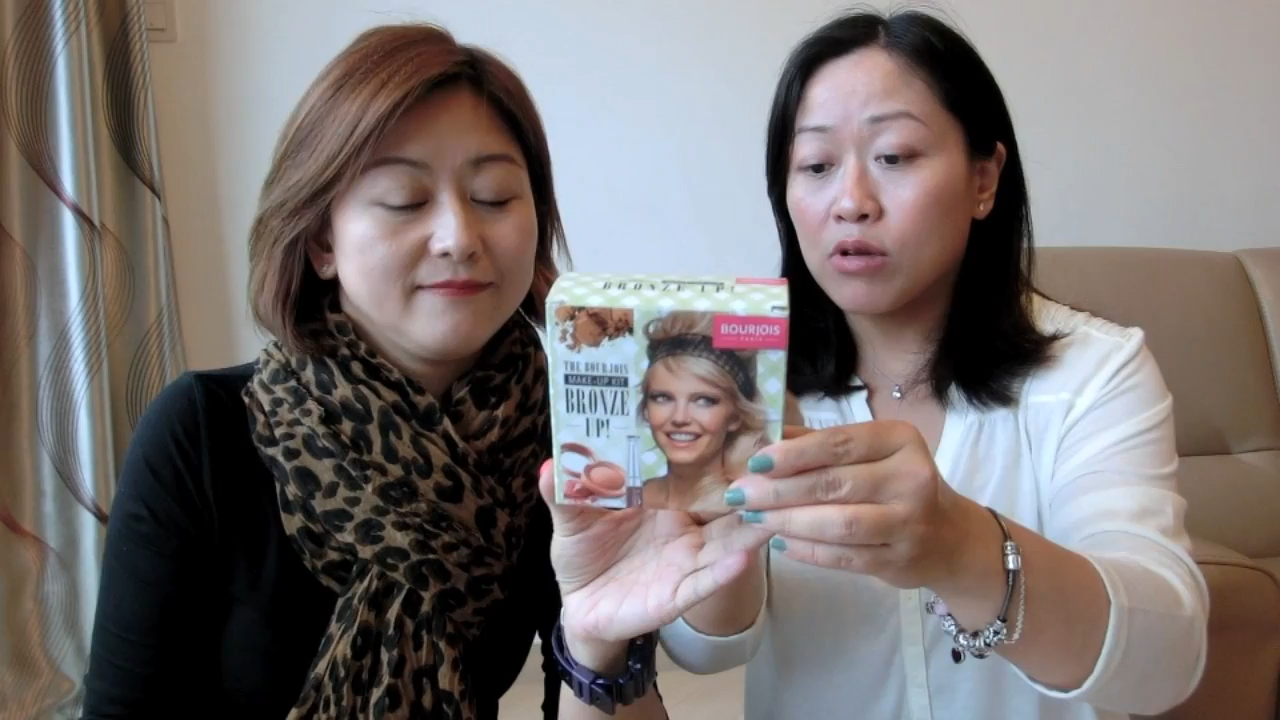 BRONZE UP!
BOURJOIS
PARIS
THE BOURJOIS
MAKE-UP KIT
BRONZE
UP!